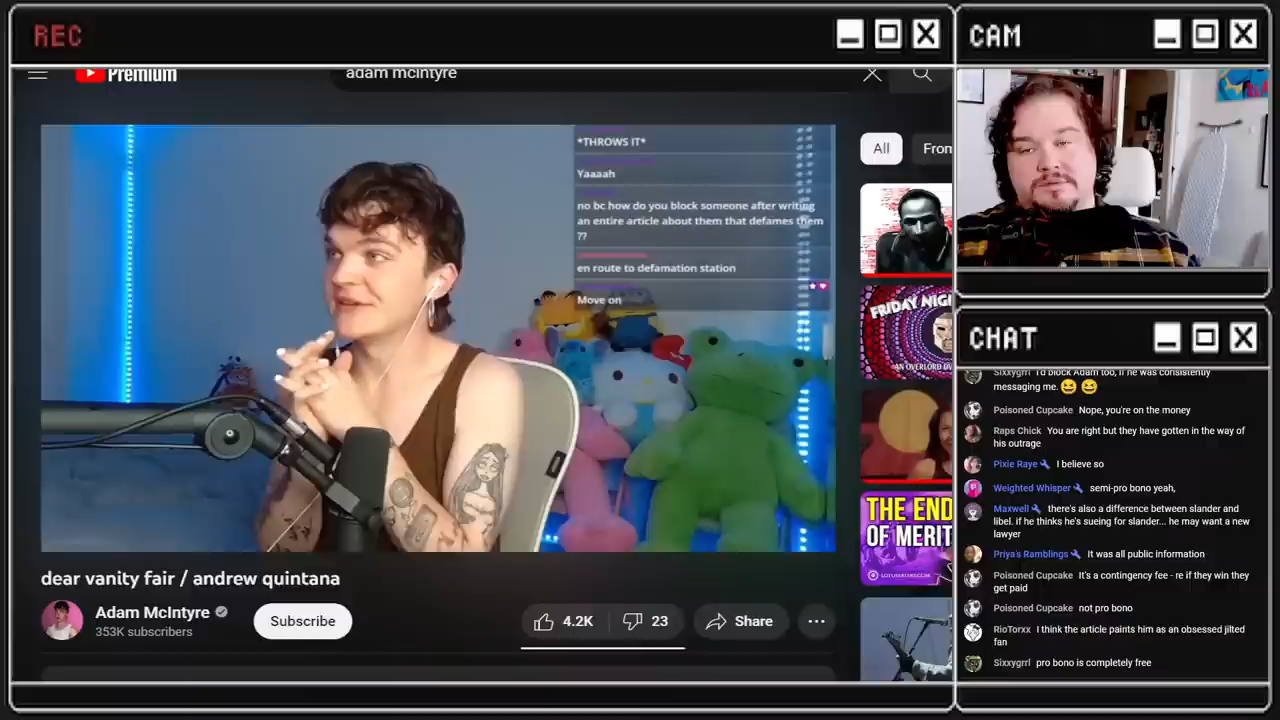 REC
Premium
adam mcintyre
*THROWS IT*
Yaaaah
no bc how do you block someone after writing
an entire article about them that defames them
??
en route to defamation station
Move on
All
From
FRIDAY NIG
AN OVERLORD DV
THE END
OF MERIT
dear vanity fair / andrew quintana
Adam McIntyre
353K subscribers
Subscribe
4.2K
23
Share
CAM
CHAT
Sixxygrrl I'd block Adam too, if he was consistently
messaging me. 😆 😆
Poisoned Cupcake Nope, you're on the money
Raps Chick You are right but they have gotten in the way of
his outrage
Pixie Raye I believe so
Weighted Whisper semi-pro bono yeah,
Maxwell there's also a difference between slander and
libel. if he thinks he's sueing for slander... he may want a new
lawyer
Priya's Ramblings It was all public information
Poisoned Cupcake It's a contingency fee - re if they win they
get paid
Poisoned Cupcake not pro bono
RioTorxx I think the article paints him as an obsessed jilted
fan
Sixxygrrl pro bono is completely free